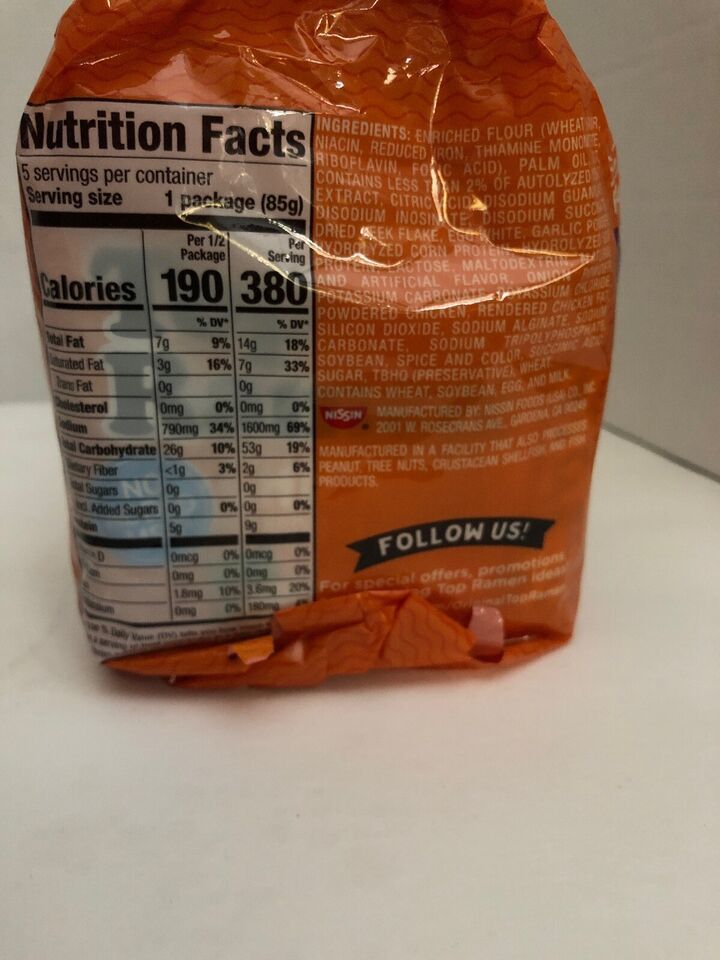 Nutrition Facts
5 servings per container
Serving size 1 package (85g)
Per 1/2 Package Per Serving
Calories 190 380
% DV* % DV*
Total Fat 7g 9% 14g 18%
Saturated Fat 3g 16% 7g 33%
Trans Fat 0g 0g
Cholesterol 0mg 0% 0mg 0%
Sodium 790mg 34% 1600mg 69%
Total Carbohydrate 26g 10% 53g 19%
Dietary Fiber <1g 3% 2g 6%
Total Sugars 0g 0g
Incl. Added Sugars 0g 0% 0g 0%
Protein 5g 9g
D 0mcg 0% 0mcg 0%
0mg 0% 0mg 0%
1.8mg 10% 3.6mg 20%
0mg 0% 180mg
INGREDIENTS: ENRICHED FLOUR (WHEAT
NIACIN, REDUCED IRON, THIAMINE
RIBOFLAVIN, ACID), PALM OIL
CONTAINS LESS 2% OF AUTOLYZED
EXTRACT, CITRIC DISODIUM
DISODIUM DISODIUM
DRIED LEEK FLAKE, EGG WHITE, GARLIC
HYDROLYZED CORN PROTEIN, HYDROLYZED
PROTEIN, LACTOSE,
AND ARTIFICIAL FLAVOR, ONION
POTASSIUM CARBONATE, POTASSIUM CHLORIDE
POWDERED CHICKEN, RENDERED CHICKEN FAT
SILICON DIOXIDE, SODIUM ALGINATE, SODIUM
CARBONATE, SODIUM TRIPOLYPHOSPHATE
SOYBEAN, SPICE AND COLOR, SUCCINIC ACID
SUGAR, TBHQ (PRESERVATIVE), WHEAT.
CONTAINS WHEAT, SOYBEAN, EGG, AND MILK.
NISSIN
MANUFACTURED BY: NISSIN FOODS (USA) CO., INC.
2001 W. ROSECRANS AVE., GARDENA, CA 90249
MANUFACTURED IN A FACILITY THAT ALSO PROCESSES
PEANUT, TREE NUTS, CRUSTACEAN SHELLFISH, AND FISH
PRODUCTS.
FOLLOW US!
For special offers, promotions
Top Ramen ideas